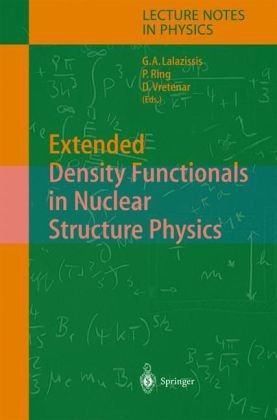 LECTURE NOTES
IN PHYSICS
G.A. Lalazissis
P. Ring
D. Vretenar
(Eds.)
Extended
Density Functionals
in Nuclear
Structure Physics
Springer